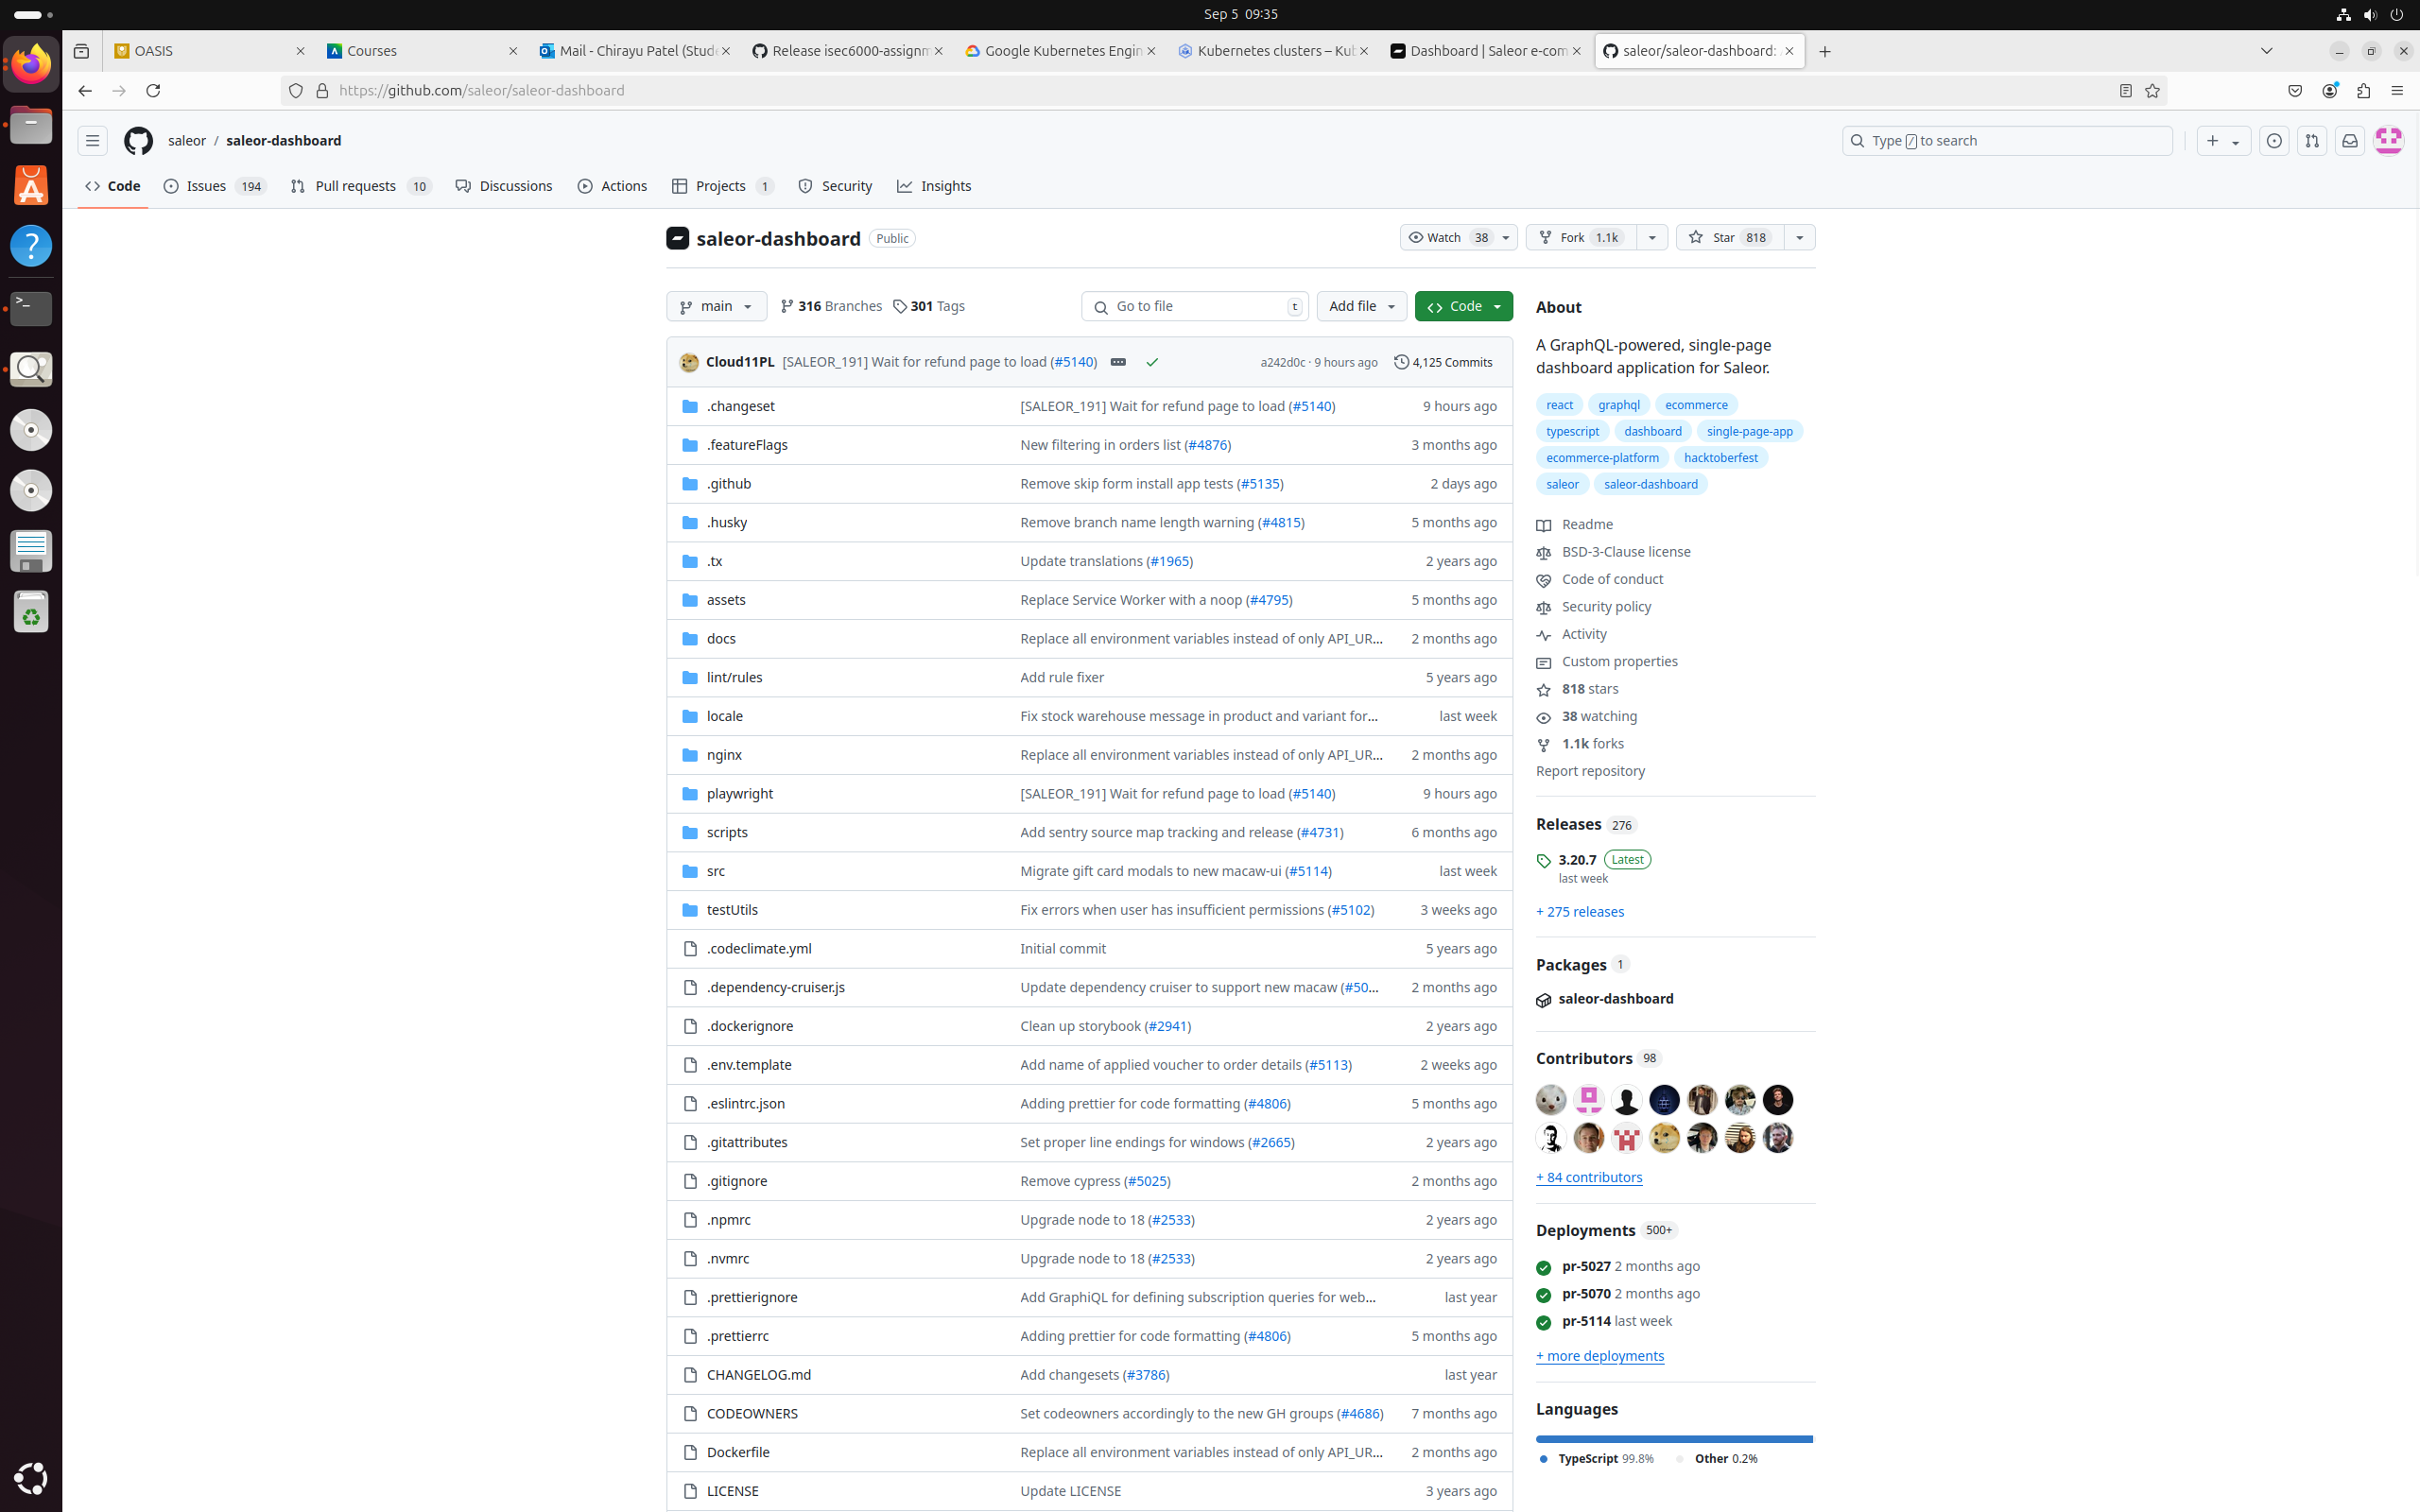 Sep 5 09:35
OASIS
Courses
Mail - Chirayu Patel (Stude
Release isec6000-assignm
Google Kubernetes Engin
Kubernetes clusters – Kub
Dashboard | Saleor e-com
saleor/saleor-dashboard:
https://github.com/saleor/saleor-dashboard
saleor / saleor-dashboard
Type / to search
Code
Issues 194
Pull requests 10
Discussions
Actions
Projects 1
Security
Insights
saleor-dashboard Public
Watch 38
Fork 1.1k
Star 818
main
316 Branches
301 Tags
Go to file t
Add file
Code
Cloud11PL [SALEOR_191] Wait for refund page to load (#5140) a242d0c · 9 hours ago 4,125 Commits
.changeset [SALEOR_191] Wait for refund page to load (#5140) 9 hours ago
.featureFlags New filtering in orders list (#4876) 3 months ago
.github Remove skip form install app tests (#5135) 2 days ago
.husky Remove branch name length warning (#4815) 5 months ago
.tx Update translations (#1965) 2 years ago
assets Replace Service Worker with a noop (#4795) 5 months ago
docs Replace all environment variables instead of only API_UR... 2 months ago
lint/rules Add rule fixer 5 years ago
locale Fix stock warehouse message in product and variant for... last week
nginx Replace all environment variables instead of only API_UR... 2 months ago
playwright [SALEOR_191] Wait for refund page to load (#5140) 9 hours ago
scripts Add sentry source map tracking and release (#4731) 6 months ago
src Migrate gift card modals to new macaw-ui (#5114) last week
testUtils Fix errors when user has insufficient permissions (#5102) 3 weeks ago
.codeclimate.yml Initial commit 5 years ago
.dependency-cruiser.js Update dependency cruiser to support new macaw (#50... 2 months ago
.dockerignore Clean up storybook (#2941) 2 years ago
.env.template Add name of applied voucher to order details (#5113) 2 weeks ago
.eslintrc.json Adding prettier for code formatting (#4806) 5 months ago
.gitattributes Set proper line endings for windows (#2665) 2 years ago
.gitignore Remove cypress (#5025) 2 months ago
.npmrc Upgrade node to 18 (#2533) 2 years ago
.nvmrc Upgrade node to 18 (#2533) 2 years ago
.prettierignore Add GraphiQL for defining subscription queries for web... last year
.prettierrc Adding prettier for code formatting (#4806) 5 months ago
CHANGELOG.md Add changesets (#3786) last year
CODEOWNERS Set codeowners accordingly to the new GH groups (#4686) 7 months ago
Dockerfile Replace all environment variables instead of only API_UR... 2 months ago
LICENSE Update LICENSE 3 years ago
About
A GraphQL-powered, single-page
dashboard application for Saleor.
react graphql ecommerce
typescript dashboard single-page-app
ecommerce-platform hacktoberfest
saleor saleor-dashboard
Readme
BSD-3-Clause license
Code of conduct
Security policy
Activity
Custom properties
818 stars
38 watching
1.1k forks
Report repository
Releases 276
3.20.7 Latest
last week
+ 275 releases
Packages 1
saleor-dashboard
Contributors 98
+ 84 contributors
Deployments 500+
pr-5027 2 months ago
pr-5070 2 months ago
pr-5114 last week
+ more deployments
Languages
TypeScript 99.8% Other 0.2%